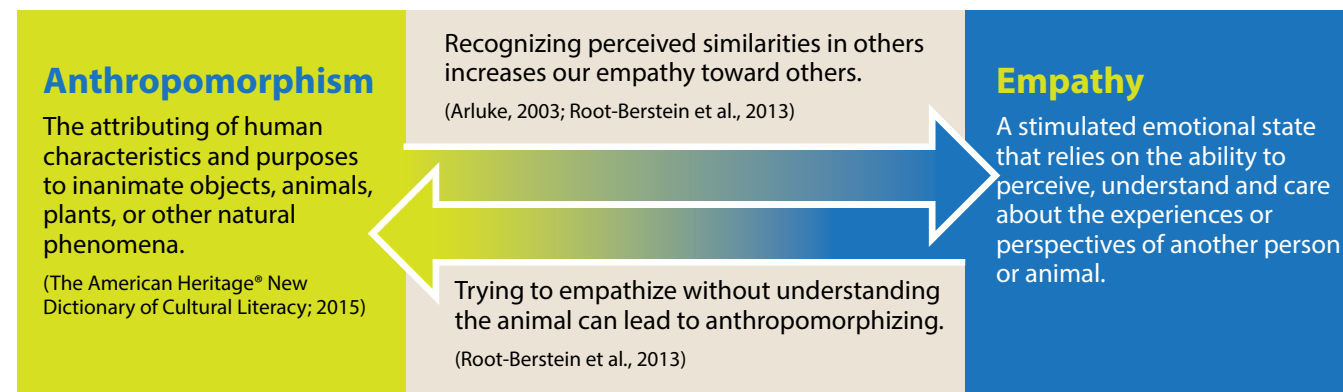 Anthropomorphism
The attributing of human
characteristics and purposes
to inanimate objects, animals,
plants, or other natural
phenomena.
(The American Heritage® New
Dictionary of Cultural Literacy; 2015)
Recognizing perceived similarities in others
increases our empathy toward others.
(Arluke, 2003; Root-Berstein et al., 2013)
Trying to empathize without understanding
the animal can lead to anthropomorphizing.
(Root-Berstein et al., 2013)
Empathy
A stimulated emotional state
that relies on the ability to
perceive, understand and care
about the experiences or
perspectives of another person
or animal.